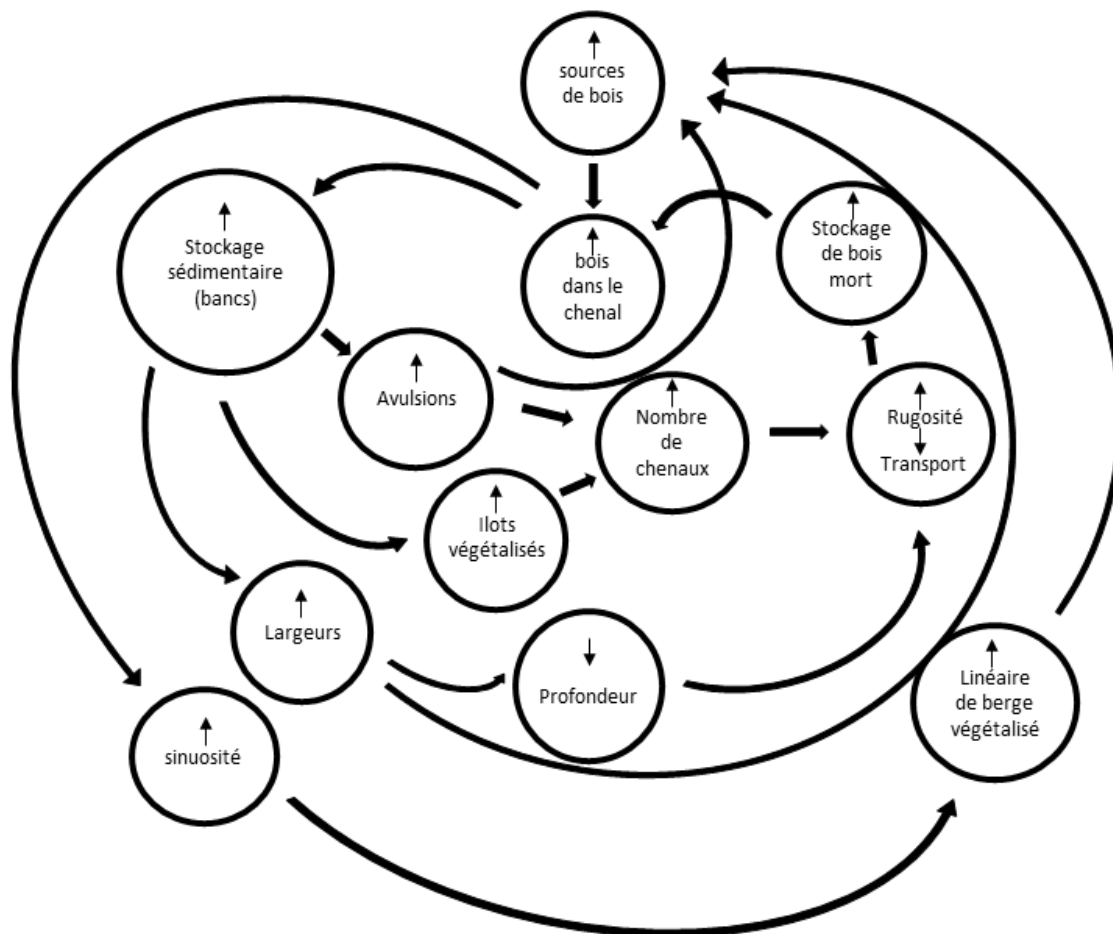 ↑
sources
de bois
↑
Stockage
sédimentaire
(bancs)
↑
bois
dans le
chenal
↑
Stockage
de bois
mort
↑
Avulsions
↑
Nombre
de
chenaux
↑
Rugosité
↓
Transport
↑
Ilots
végétalisés
↑
Largeurs
↓
Profondeur
↑
Linéaire
de berge
végétalisé
↑
sinuosité